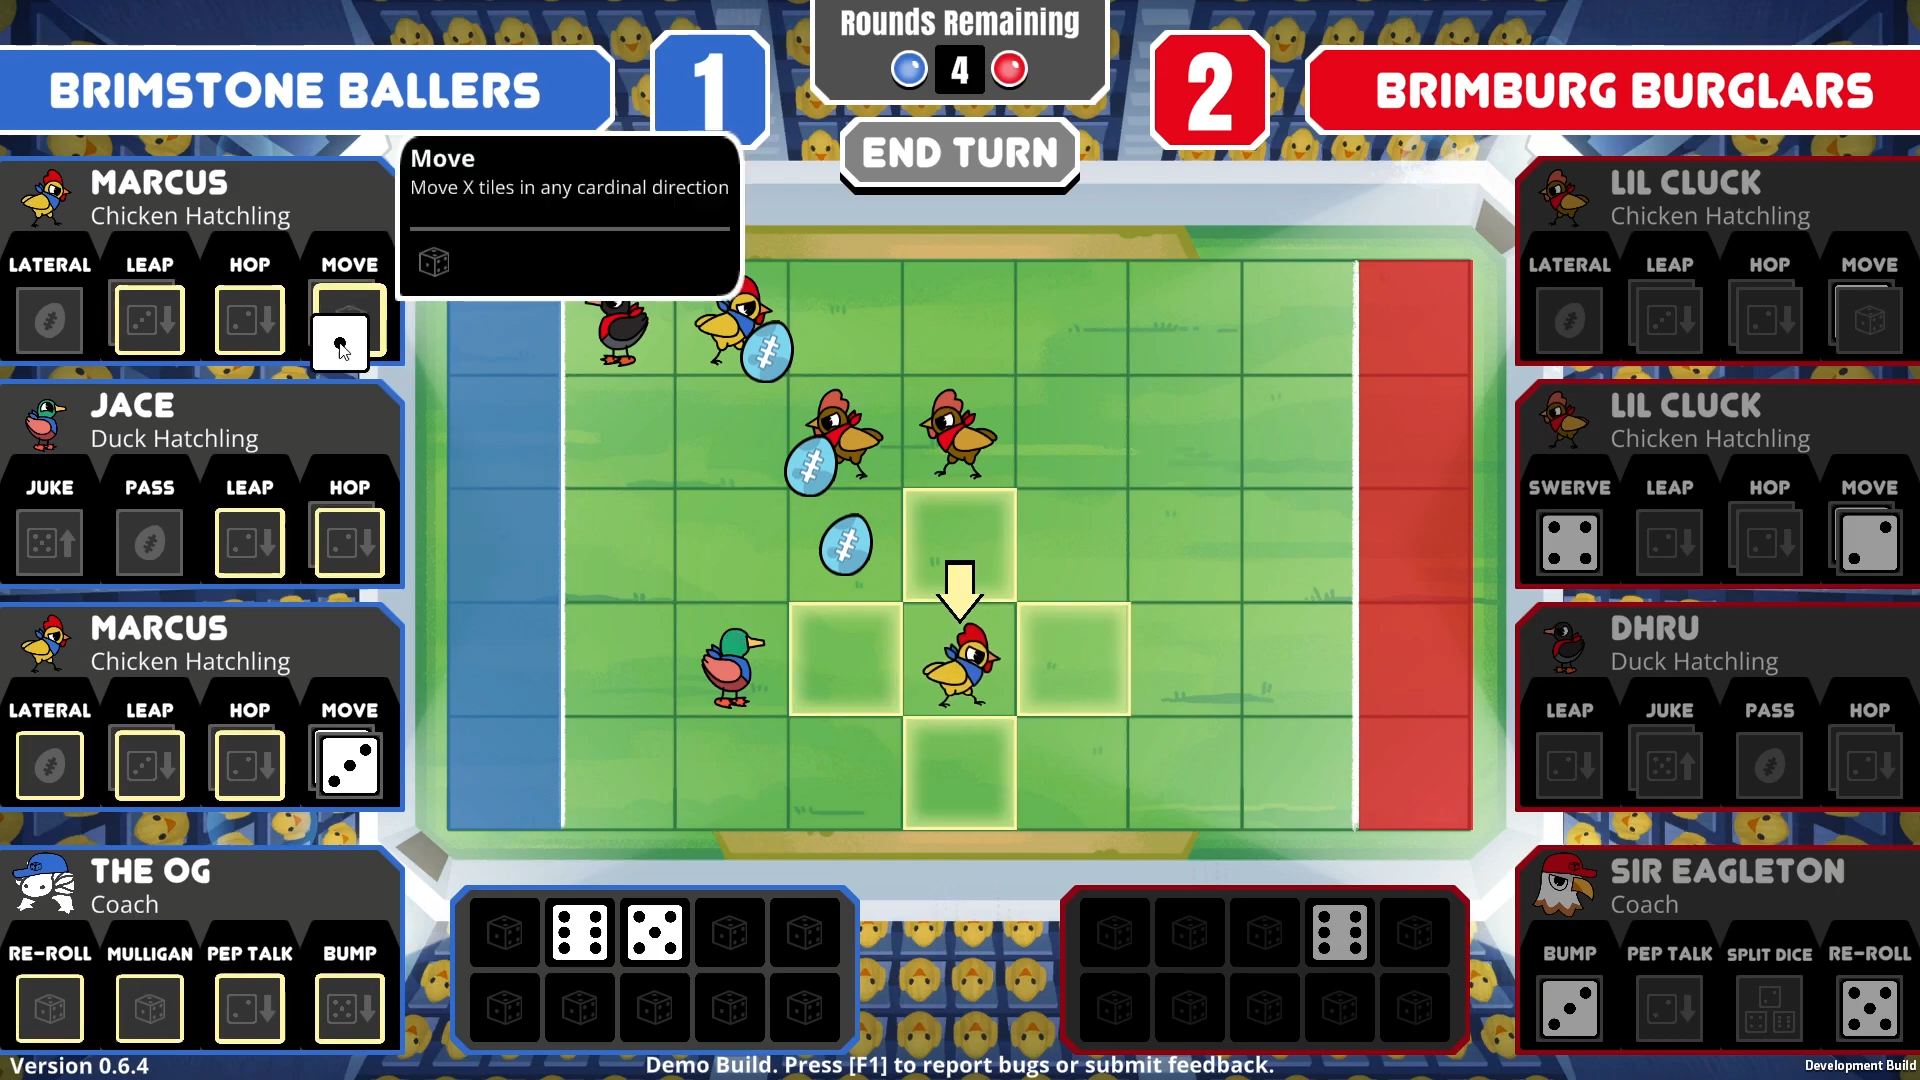 Rounds Remaining
4
BRIMSTONE BALLERS
1
2
BRIMBURG BURGLARS
END TURN
Move
Move X tiles in any cardinal direction
MARCUS
Chicken Hatchling
LATERAL LEAP HOP MOVE
JACE
Duck Hatchling
JUKE PASS LEAP HOP
MARCUS
Chicken Hatchling
LATERAL LEAP HOP MOVE
THE OG
Coach
RE-ROLL MULLIGAN PEP TALK BUMP
LIL CLUCK
Chicken Hatchling
LATERAL LEAP HOP MOVE
LIL CLUCK
Chicken Hatchling
SWERVE LEAP HOP MOVE
DHRU
Duck Hatchling
LEAP JUKE PASS HOP
SIR EAGLETON
Coach
BUMP PEP TALK SPLIT DICE RE-ROLL
Version 0.6.4
Demo Build. Press [F1] to report bugs or submit feedback.
Development Build